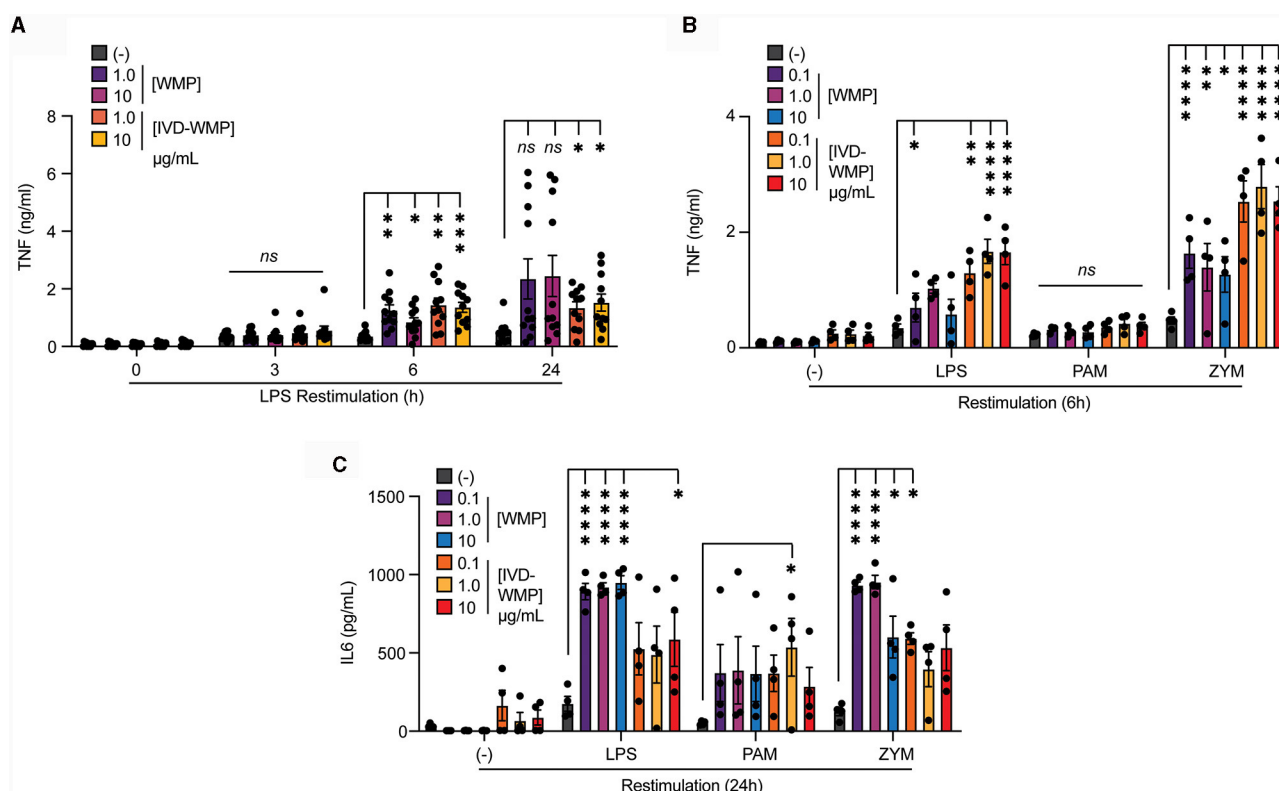 A
(-)
1.0
10
[WMP]
1.0
10
[IVD-WMP]
µg/mL
TNF (ng/ml)
8
6
4
2
0
ns
**
*
**
***
ns
ns
*
*
0
3
6
24
LPS Restimulation (h)
B
(-)
0.1
1.0
10
[WMP]
0.1
1.0
10
[IVD-
WMP]
µg/mL
TNF (ng/ml)
4
2
0
*
**
****
****
ns
****
**
*
****
****
(-)
LPS
PAM
ZYM
Restimulation (6h)
C
(-)
0.1
1.0
10
[WMP]
0.1
1.0
10
[IVD-
WMP]
µg/mL
IL6 (pg/mL)
1500
1000
500
0
****
****
****
*
*
****
****
*
*
(-)
LPS
PAM
ZYM
Restimulation (24h)